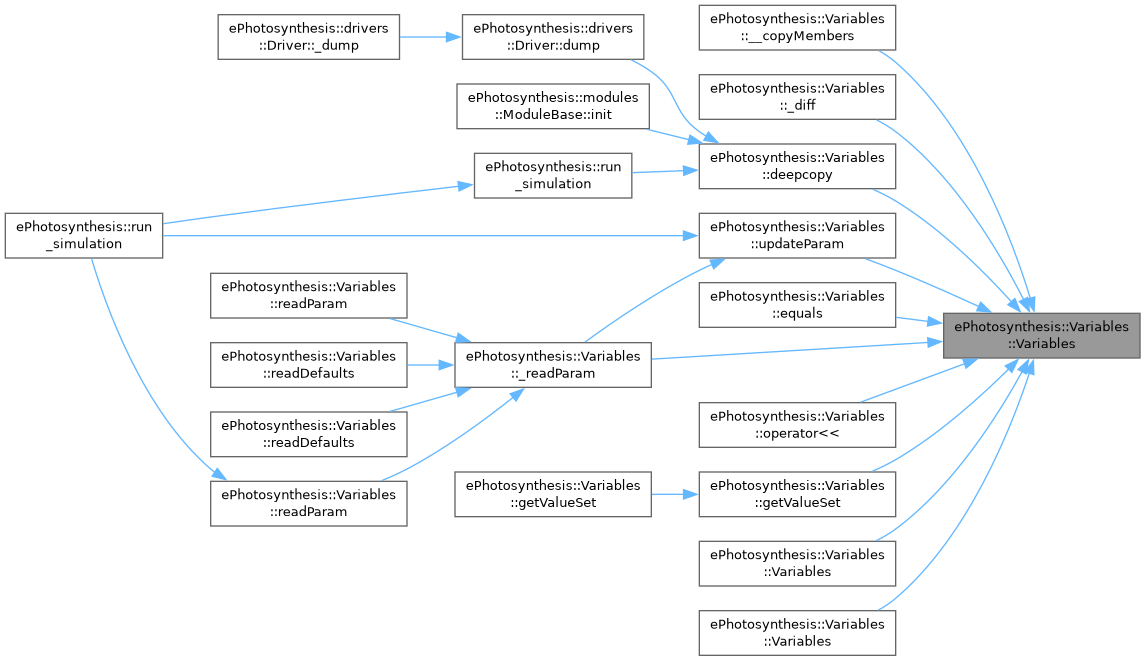 ePhotosynthesis::drivers
::Driver::_dump
ePhotosynthesis::drivers
::Driver::dump
ePhotosynthesis::Variables
::__copyMembers
ePhotosynthesis::modules
::ModuleBase::init
ePhotosynthesis::Variables
::_diff
ePhotosynthesis::run
_simulation
ePhotosynthesis::Variables
::deepcopy
ePhotosynthesis::run
_simulation
ePhotosynthesis::Variables
::updateParam
ePhotosynthesis::Variables
::readParam
ePhotosynthesis::Variables
::equals
ePhotosynthesis::Variables
::Variables
ePhotosynthesis::Variables
::readDefaults
ePhotosynthesis::Variables
::_readParam
ePhotosynthesis::Variables
::readDefaults
ePhotosynthesis::Variables
::operator<<
ePhotosynthesis::Variables
::readParam
ePhotosynthesis::Variables
::getValueSet
ePhotosynthesis::Variables
::getValueSet
ePhotosynthesis::Variables
::Variables
ePhotosynthesis::Variables
::Variables